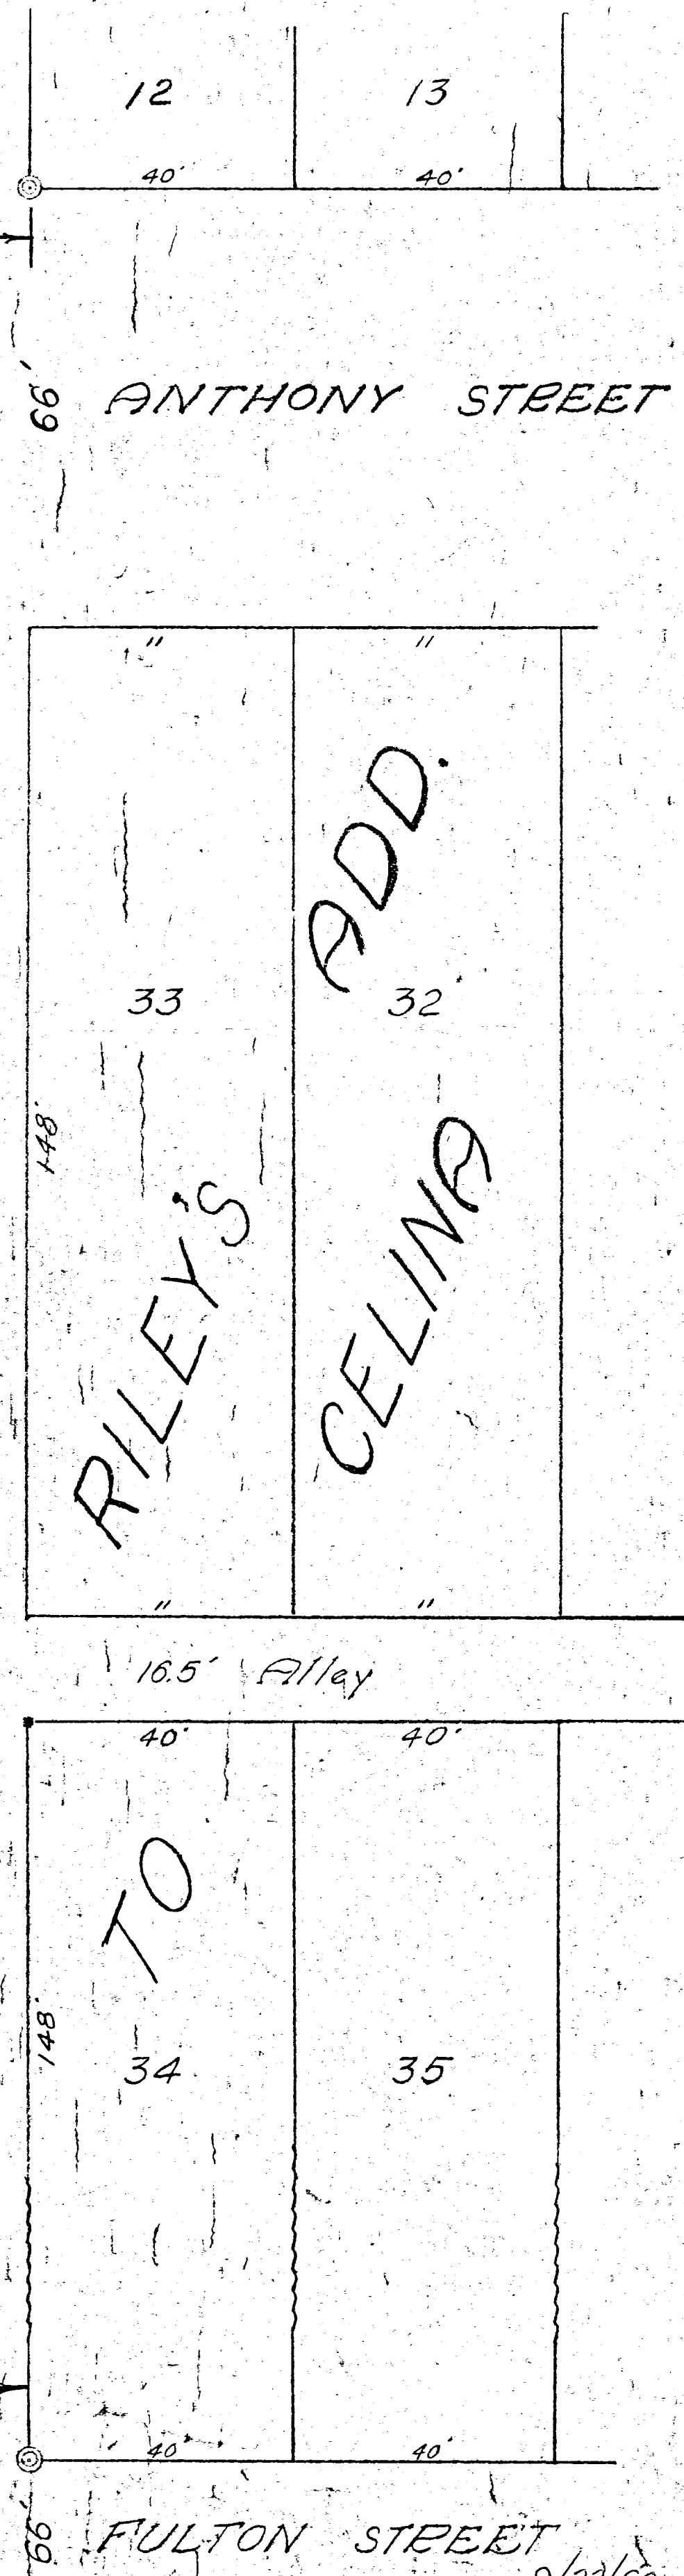 12 13
40' 40'
66' ANTHONY STREET
" "
RILEY'S ADD.
33 32
148'
TO CELINA
" "
16.5' Alley
40' 40'
148'
34 35
40' 40'
66' FULTON STREET